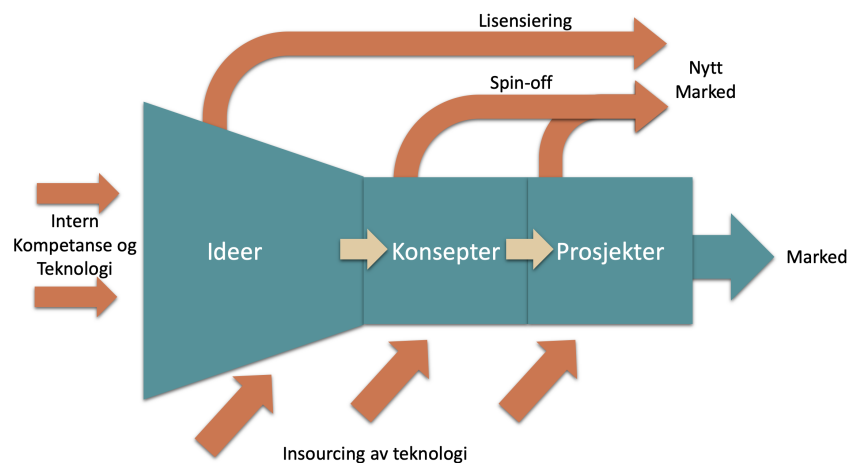 Lisensiering
Nytt
Marked
Spin-off
Intern
Kompetanse og
Teknologi
Ideer
Konsepter
Prosjekter
Marked
Insourcing av teknologi